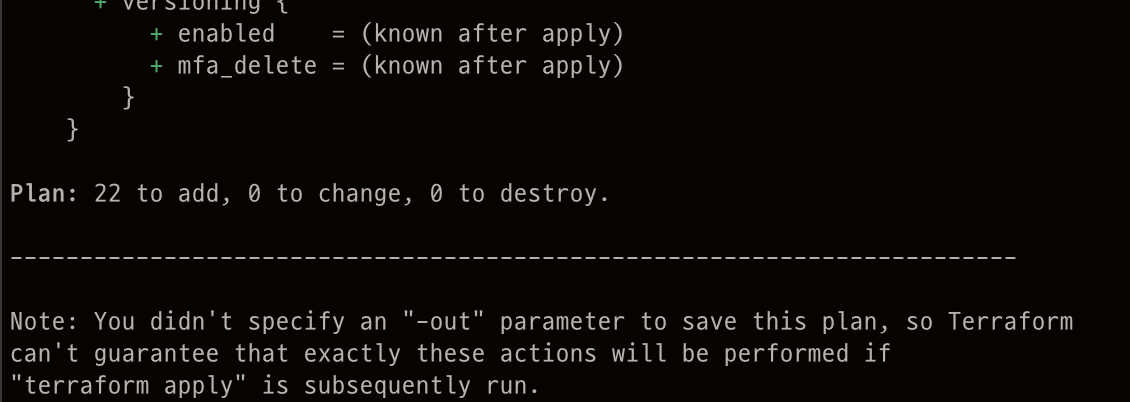 + versioning {
+ enabled    = (known after apply)
+ mfa_delete = (known after apply)
}
}
Plan: 22 to add, 0 to change, 0 to destroy.
------------------------------------------------------------------------
Note: You didn't specify an "-out" parameter to save this plan, so Terraform
can't guarantee that exactly these actions will be performed if
"terraform apply" is subsequently run.